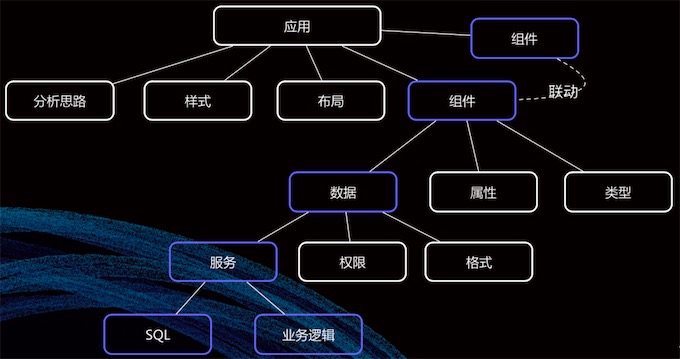 应用
组件
分析思路
样式
布局
组件
联动
数据
属性
类型
服务
权限
格式
SQL
业务逻辑